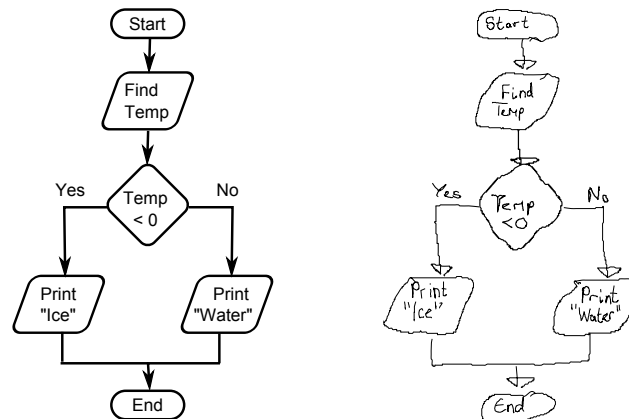 Start
Find
Temp
Yes
No
Temp
< 0
Print
"Ice"
Print
"Water"
End
Start
Find
Temp
Yes
No
Temp
<0
Print
"Ice"
Print
"Water"
End